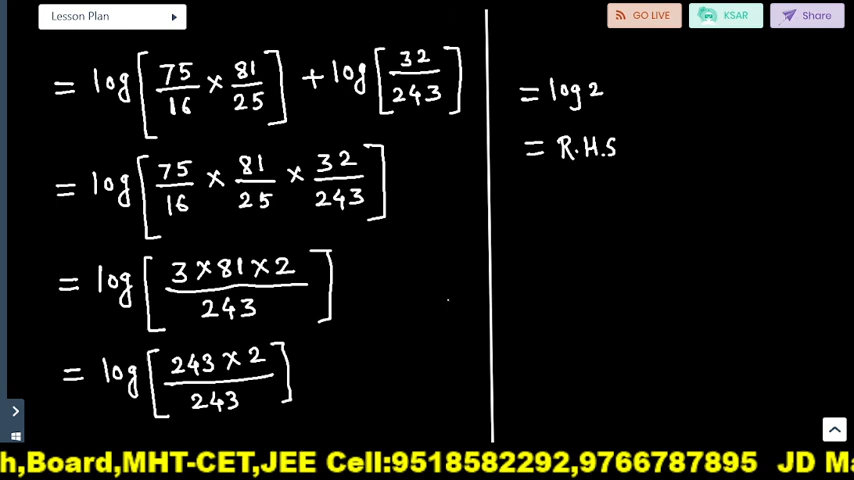 Lesson Plan
GO LIVE
KSAR
Share
= log[75/16 × 81/25] + log[32/243]
= log[75/16 × 81/25 × 32/243]
= log[3×81×2/243]
= log[243×2/243]
= log 2
= R.H.S
h,Board,MHT-CET,JEE Cell:9518582292,9766787895 JD Ma